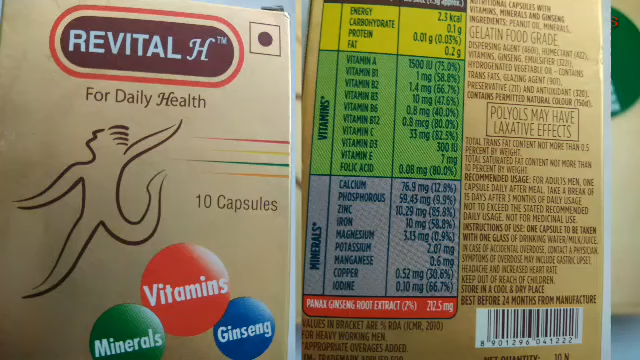 REVITAL H™
For Daily Health
10 Capsules
Vitamins
Minerals
Ginseng
ENERGY 2.3 kcal
CARBOHYDRATE 0.1 g
PROTEIN 0.01 g (0.03%)
FAT 0.2 g
VITAMINS*
VITAMIN A 1500 IU (75.0%)
VITAMIN B1 1 mg (58.8%)
VITAMIN B2 1.4 mg (66.7%)
VITAMIN B3 10 mg (47.6%)
VITAMIN B6 0.8 mg (40.0%)
VITAMIN B12 0.8 mcg (80.0%)
VITAMIN C 33 mg (82.5%)
VITAMIN D3 300 IU
VITAMIN E 7 mg
FOLIC ACID 0.08 mg (80.0%)
MINERALS*
CALCIUM 76.9 mg (12.8%)
PHOSPHOROUS 59.43 mg (9.9%)
ZINC 10.29 mg (85.8%)
IRON 10 mg (58.8%)
MAGNESIUM 3.13 mg (0.9%)
POTASSIUM 2.07 mg
MANGANESE 0.6 mg
COPPER 0.52 mg (30.6%)
IODINE 0.10 mg (66.7%)
PANAX GINSENG ROOT EXTRACT (2%) 212.5 mg
VALUES IN BRACKET ARE % RDA (ICMR, 2010)
FOR HEAVY WORKING MEN.
APPROPRIATE OVERAGES ADDED.
NUTRITIONAL CAPSULES WITH
VITAMINS, MINERALS AND GINSENG
INGREDIENTS: PEANUT OIL, MINERALS,
GELATIN FOOD GRADE,
DISPERSING AGENT (460i), HUMECTANT (422),
VITAMINS, GINSENG, EMULSIFIER (322i),
HYDROGENATED VEGETABLE OIL - CONTAINS
TRANS FATS, GLAZING AGENT (901),
PRESERVATIVE (211) AND ANTIOXIDANT (320).
CONTAINS PERMITTED NATURAL COLOUR (150d).
POLYOLS MAY HAVE
LAXATIVE EFFECTS
TOTAL TRANS FAT CONTENT NOT MORE THAN 0.5
PERCENT BY WEIGHT.
TOTAL SATURATED FAT CONTENT NOT MORE THAN
10 PERCENT BY WEIGHT.
RECOMMENDED USAGE: FOR ADULTS MEN, ONE
CAPSULE DAILY AFTER MEAL. TAKE A BREAK OF
15 DAYS AFTER 3 MONTHS OF DAILY USAGE.
NOT TO EXCEED THE STATED RECOMMENDED
DAILY USAGE. NOT FOR MEDICINAL USE.
INSTRUCTIONS OF USE: ONE CAPSULE TO BE TAKEN
WITH ONE GLASS OF DRINKING WATER/MILK/JUICE.
IN CASE OF ACCIDENTAL OVERDOSE, CONTACT A PHYSICIAN.
SYMPTOMS OF OVERDOSE MAY INCLUDE GASTRIC UPSET,
HEADACHE AND INCREASED HEART RATE.
KEEP OUT OF REACH OF CHILDREN.
STORE IN A COOL & DRY PLACE
BEST BEFORE 24 MONTHS FROM MANUFACTURE
8 901296 041222